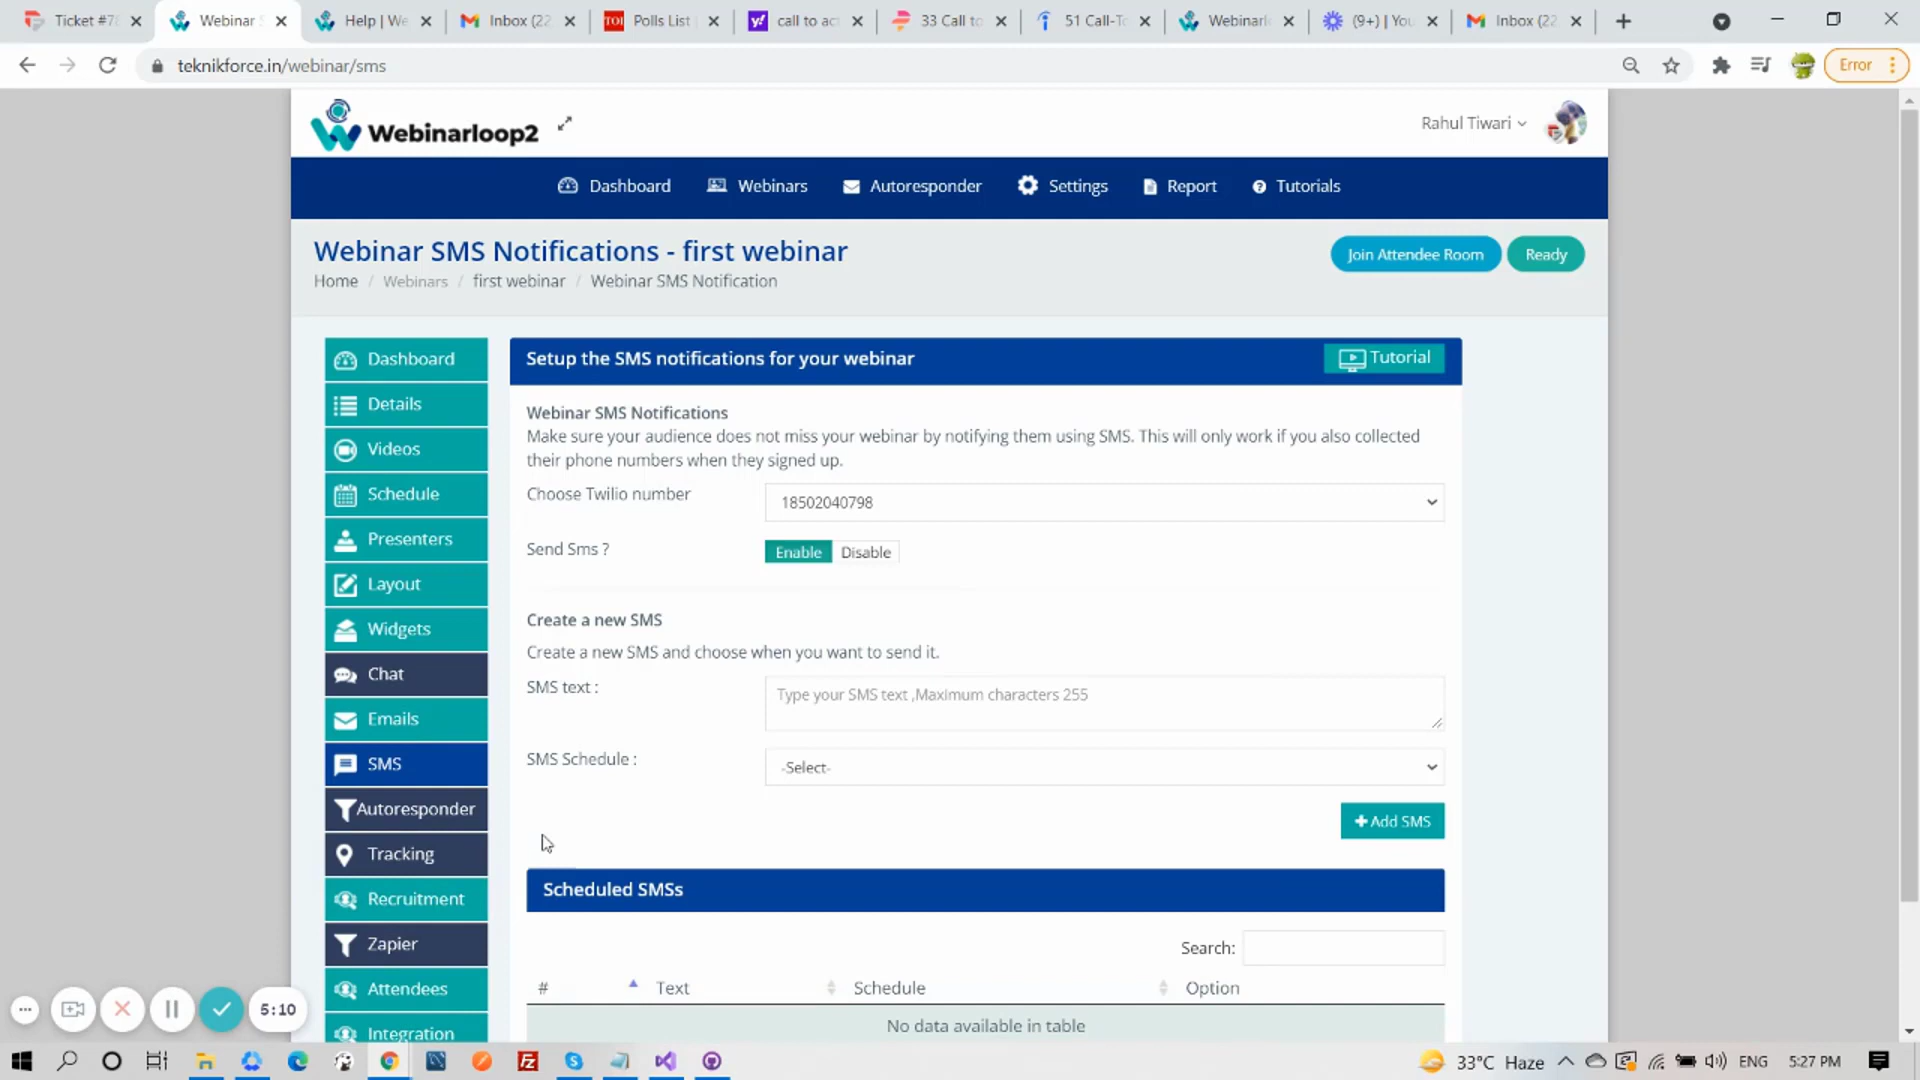 Ticket #78
Webinar S
Help | We
Inbox (22
TOI
Polls List
call to ac
33 Call to
51 Call-To
Webinarl
(9+) | You
Inbox (22
teknikforce.in/webinar/sms
Error
Webinarloop2
Rahul Tiwari
Dashboard
Webinars
Autoresponder
Settings
Report
Tutorials
Webinar SMS Notifications - first webinar
Join Attendee Room
Ready
Home / Webinars / first webinar / Webinar SMS Notification
Dashboard
Details
Videos
Schedule
Presenters
Layout
Widgets
Chat
Emails
SMS
Autoresponder
Tracking
Recruitment
Zapier
Attendees
Integration
Setup the SMS notifications for your webinar
Tutorial
Webinar SMS Notifications
Make sure your audience does not miss your webinar by notifying them using SMS. This will only work if you also collected
their phone numbers when they signed up.
Choose Twilio number
18502040798
Send Sms ?
Enable Disable
Create a new SMS
Create a new SMS and choose when you want to send it.
SMS text :
Type your SMS text ,Maximum characters 255
SMS Schedule :
-Select-
+ Add SMS
Scheduled SMSs
Search:
# Text Schedule Option
No data available in table
5:10
33°C Haze
ENG
5:27 PM